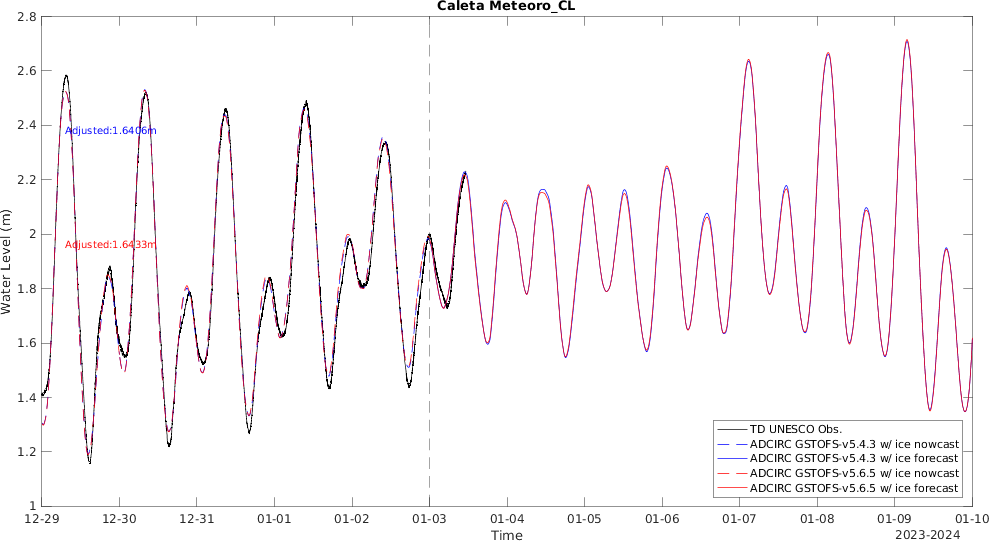 Caleta Meteoro_CL
2.8
2.6
2.4
2.2
2
1.8
1.6
1.4
1.2
1
Water Level (m)
Adjusted:1.6406m
Adjusted:1.6433m
TD UNESCO Obs.
ADCIRC GSTOFS-v5.4.3 w/ ice nowcast
ADCIRC GSTOFS-v5.4.3 w/ ice forecast
ADCIRC GSTOFS-v5.6.5 w/ ice nowcast
ADCIRC GSTOFS-v5.6.5 w/ ice forecast
12-29 12-30 12-31 01-01 01-02 01-03 01-04 01-05 01-06 01-07 01-08 01-09 01-10
Time
2023-2024